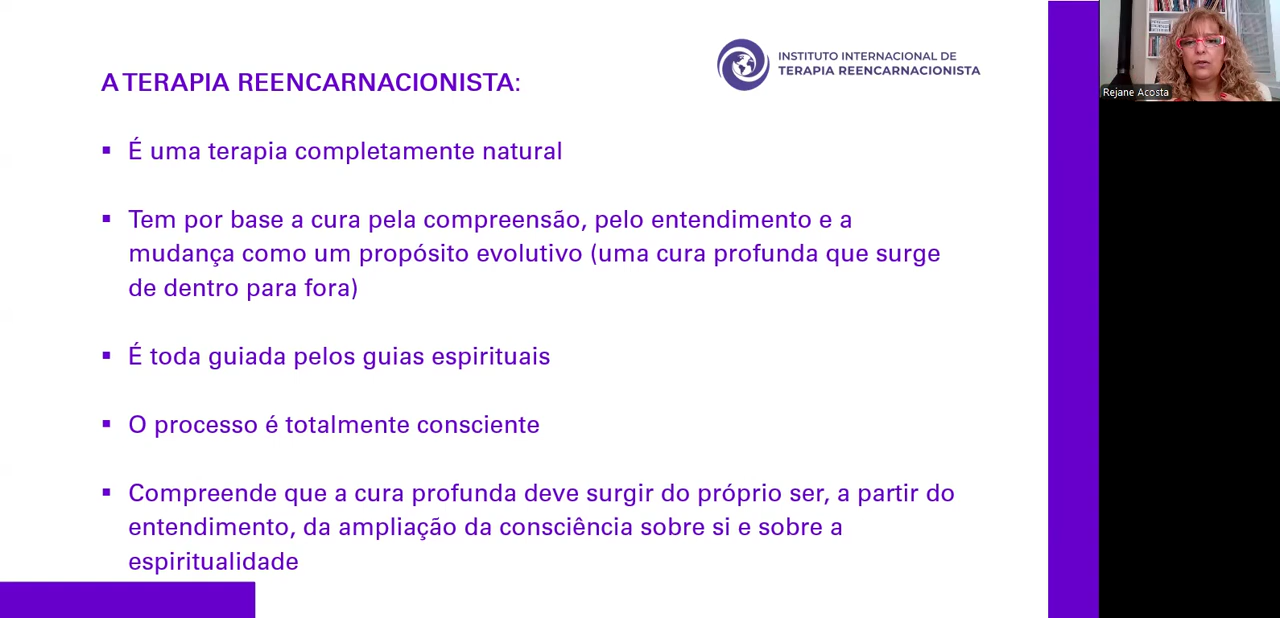 INSTITUTO INTERNACIONAL DE
TERAPIA REENCARNACIONISTA
A TERAPIA REENCARNACIONISTA:
▪ É uma terapia completamente natural
▪ Tem por base a cura pela compreensão, pelo entendimento e a
mudança como um propósito evolutivo (uma cura profunda que surge
de dentro para fora)
▪ É toda guiada pelos guias espirituais
▪ O processo é totalmente consciente
▪ Compreende que a cura profunda deve surgir do próprio ser, a partir do
entendimento, da ampliação da consciência sobre si e sobre a
espiritualidade
Rejane Acosta